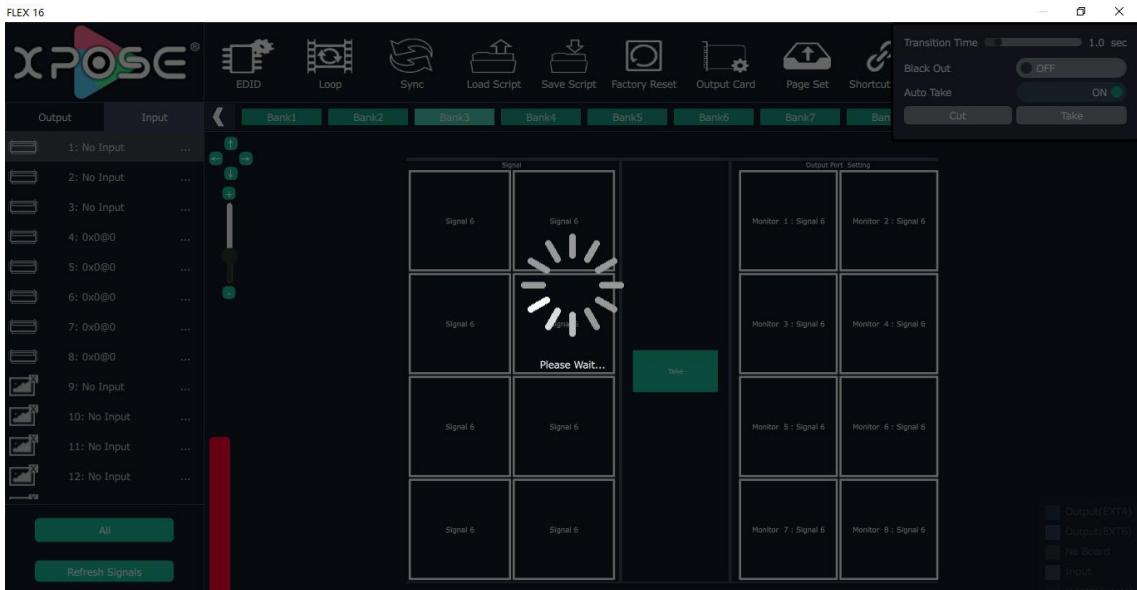 FLEX 16
XPOSE®
EDID
Loop
Sync
Load Script
Save Script
Factory Reset
Output Card
Page Set
Shortcut
Transition Time 1.0 sec
Black Out OFF
Auto Take ON
Cut Take
Output Input
Bank1 Bank2 Bank3 Bank4 Bank5 Bank6 Bank7 Ban
1: No Input ...
2: No Input ...
3: No Input ...
4: 0x0@0 ...
5: 0x0@0 ...
6: 0x0@0 ...
7: 0x0@0 ...
8: 0x0@0 ...
9: No Input ...
10: No Input ...
11: No Input ...
12: No Input ...
All
Refresh Signals
Signal
Signal 6 Signal 6
Signal 6
Signal 6 Signal 6
Signal 6 Signal 6
Please Wait...
Take
Output Port Setting
Monitor 1 : Signal 6 Monitor 2 : Signal 6
Monitor 3 : Signal 6 Monitor 4 : Signal 6
Monitor 5 : Signal 6 Monitor 6 : Signal 6
Monitor 7 : Signal 6 Monitor 8 : Signal 6
Output(EXTA)
Output(EXTB)
No Board
Input